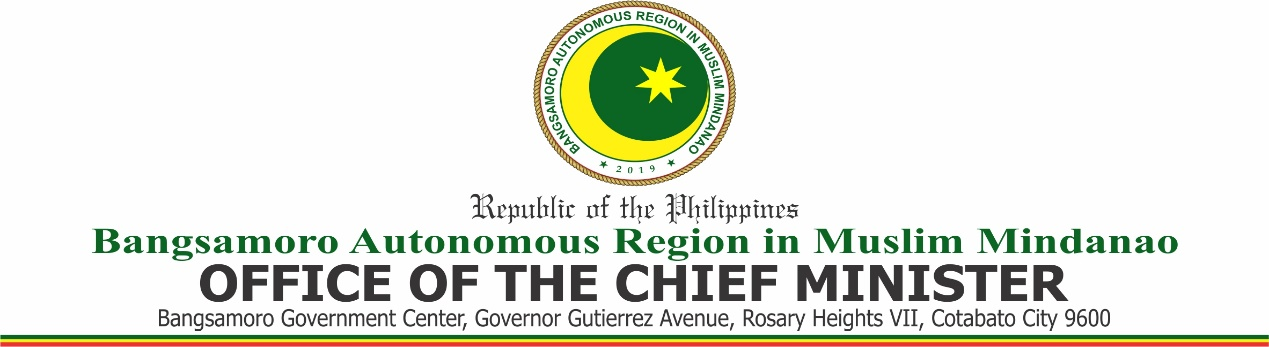 BANGSAMORO AUTONOMOUS REGION IN MUSLIM MINDANAO
2019
Republic of the Philippines
Bangsamoro Autonomous Region in Muslim Mindanao
OFFICE OF THE CHIEF MINISTER
Bangsamoro Government Center, Governor Gutierrez Avenue, Rosary Heights VII, Cotabato City 9600